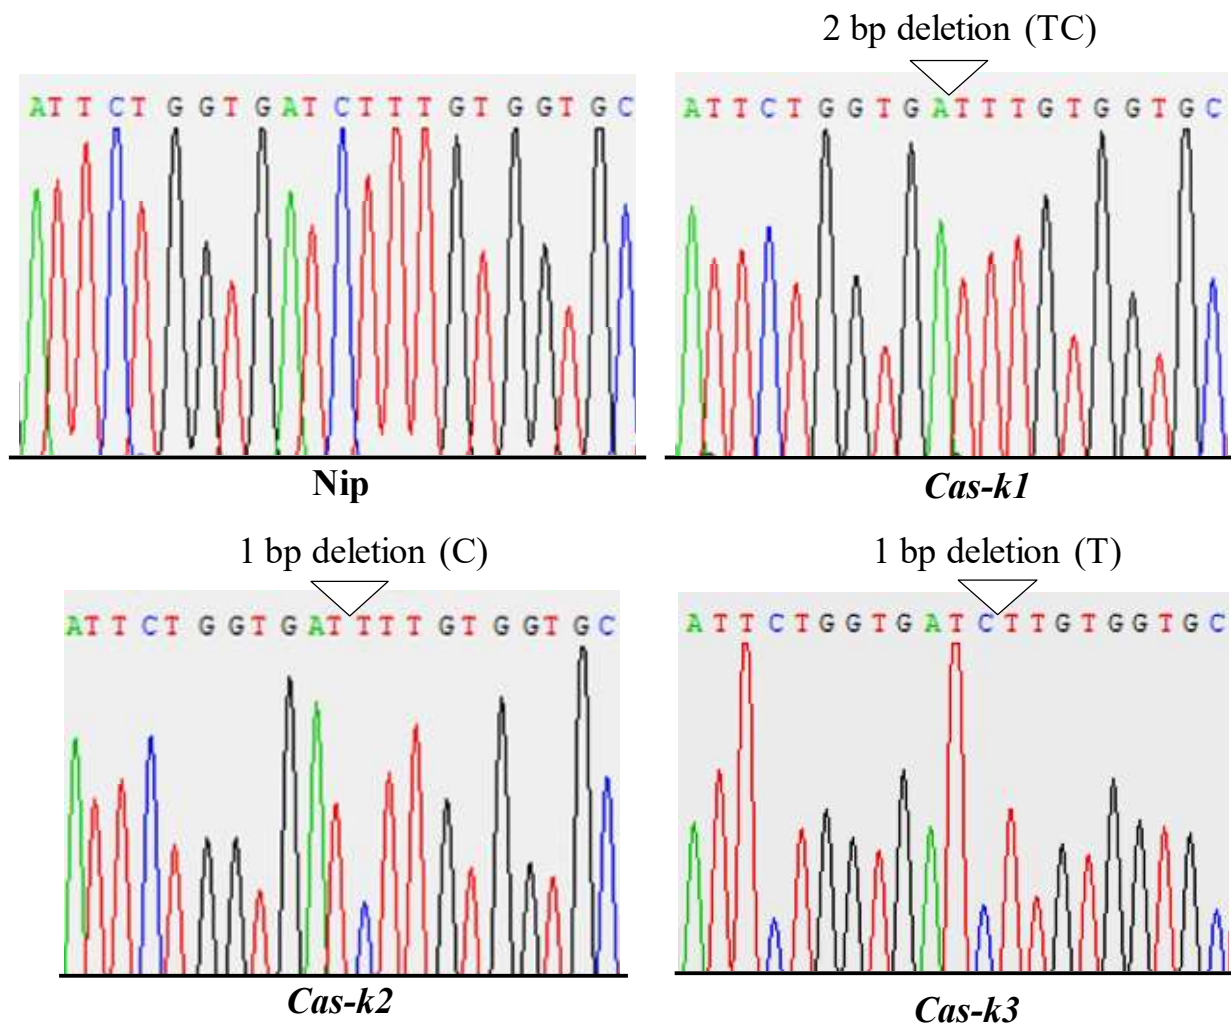 2 bp deletion (TC)
ATTCTGGTGATCTTTGTGGTGC
ATTCTGGTGATTTGTGGTGC
Nip
Cas-k1
1 bp deletion (C)
1 bp deletion (T)
ATTCTGGTGATTTTGTGGTGC
ATTCTGGTGATCTTGTGGTGC
Cas-k2
Cas-k3